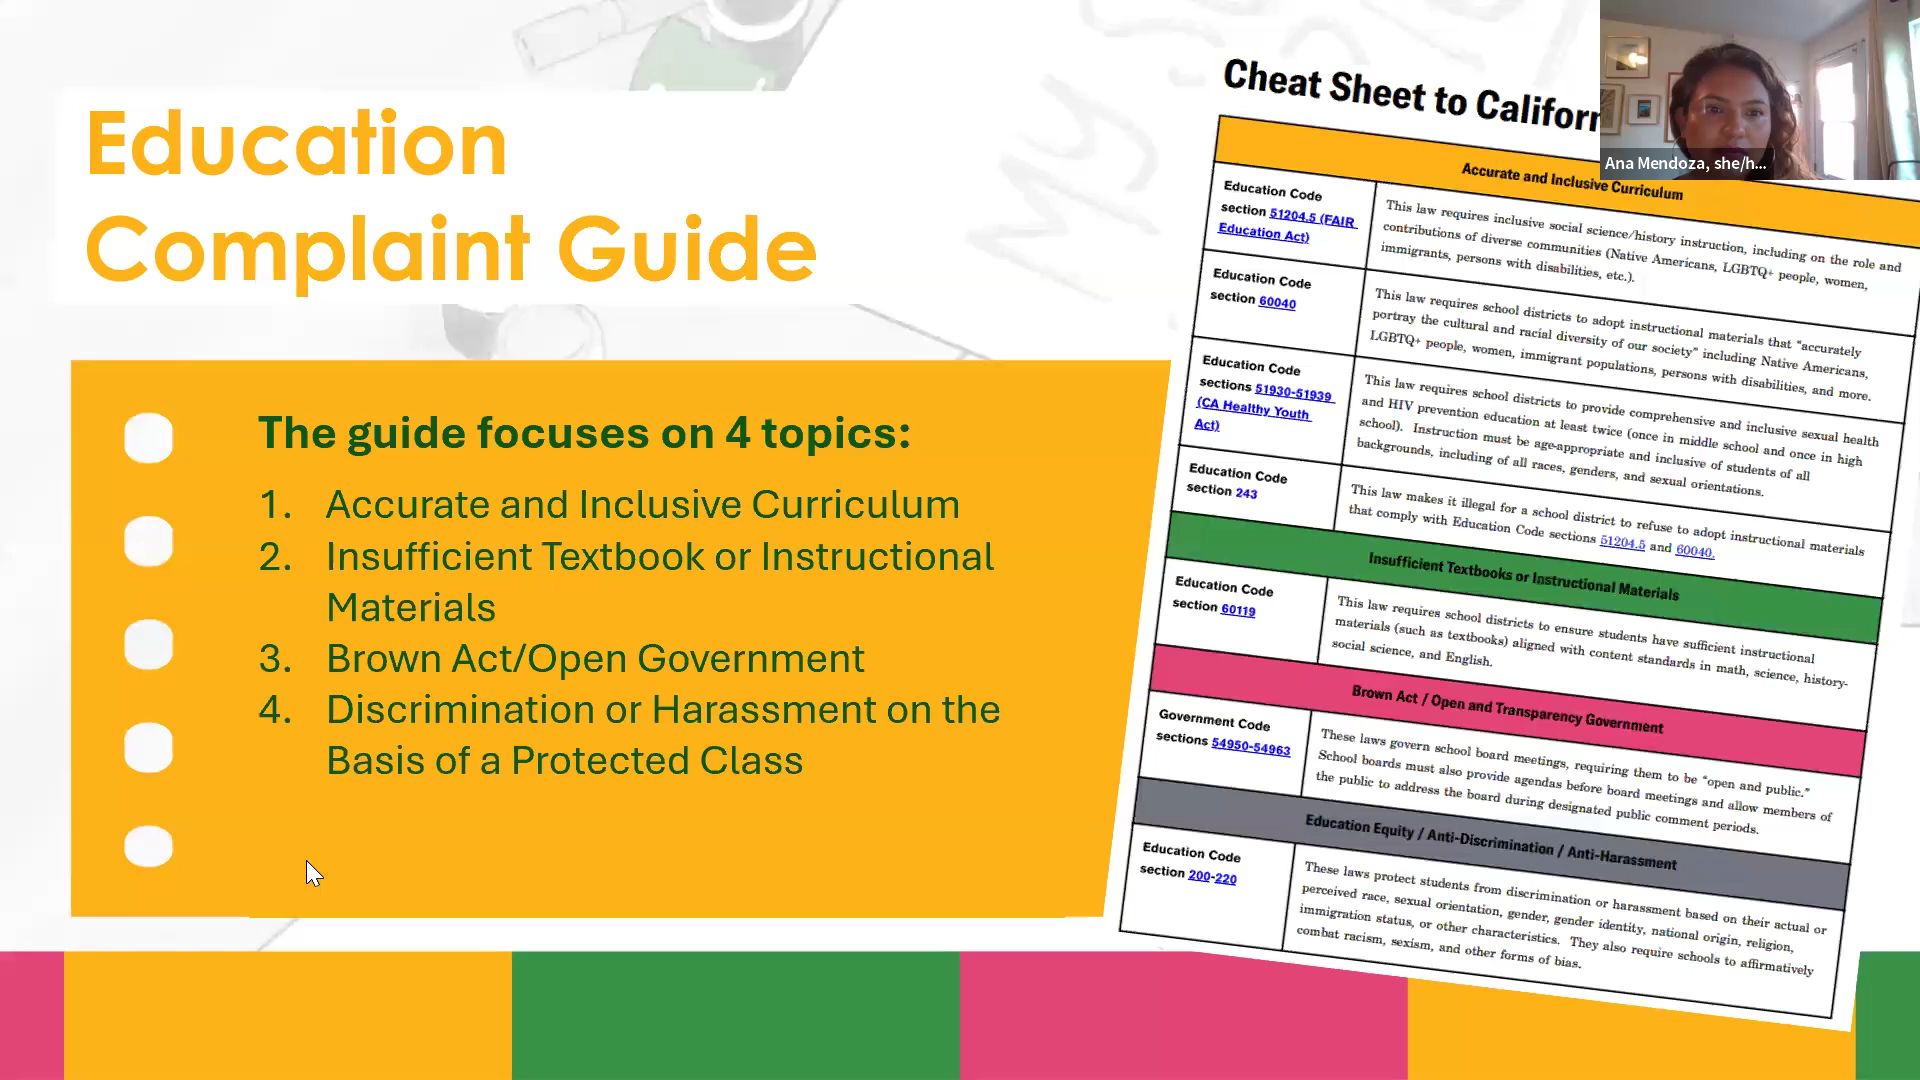 Education
Complaint Guide
The guide focuses on 4 topics:
1. Accurate and Inclusive Curriculum
2. Insufficient Textbook or Instructional
Materials
3. Brown Act/Open Government
4. Discrimination or Harassment on the
Basis of a Protected Class
Cheat Sheet to Califor
Accurate and Inclusive Curriculum
Education Code
section 51204.5 (FAIR
Education Act)
This law requires inclusive social science/history instruction, including on the role and
contributions of diverse communities (Native Americans, LGBTQ+ people, women,
immigrants, persons with disabilities, etc.).
Education Code
section 60040
This law requires school districts to adopt instructional materials that "accurately
portray the cultural and racial diversity of our society" including Native Americans,
LGBTQ+ people, women, immigrant populations, persons with disabilities, and more.
Education Code
sections 51930-51939
(CA Healthy Youth
Act)
This law requires school districts to provide comprehensive and inclusive sexual health
and HIV prevention education at least twice (once in middle school and once in high
school). Instruction must be age-appropriate and inclusive of students of all
backgrounds, including of all races, genders, and sexual orientations.
Education Code
section 243
This law makes it illegal for a school district to refuse to adopt instructional materials
that comply with Education Code sections 51204.5 and 60040.
Insufficient Textbooks or Instructional Materials
Education Code
section 60119
This law requires school districts to ensure students have sufficient instructional
materials (such as textbooks) aligned with content standards in math, science, history-
social science, and English.
Brown Act / Open and Transparency Government
Government Code
sections 54950-54963
These laws govern school board meetings, requiring them to be "open and public."
School boards must also provide agendas before board meetings and allow members of
the public to address the board during designated public comment periods.
Education Equity / Anti-Discrimination / Anti-Harassment
Education Code
section 200-220
These laws protect students from discrimination or harassment based on their actual or
perceived race, sexual orientation, gender, gender identity, national origin, religion,
immigration status, or other characteristics. They also require schools to affirmatively
combat racism, sexism, and other forms of bias.
Ana Mendoza, she/h...
My